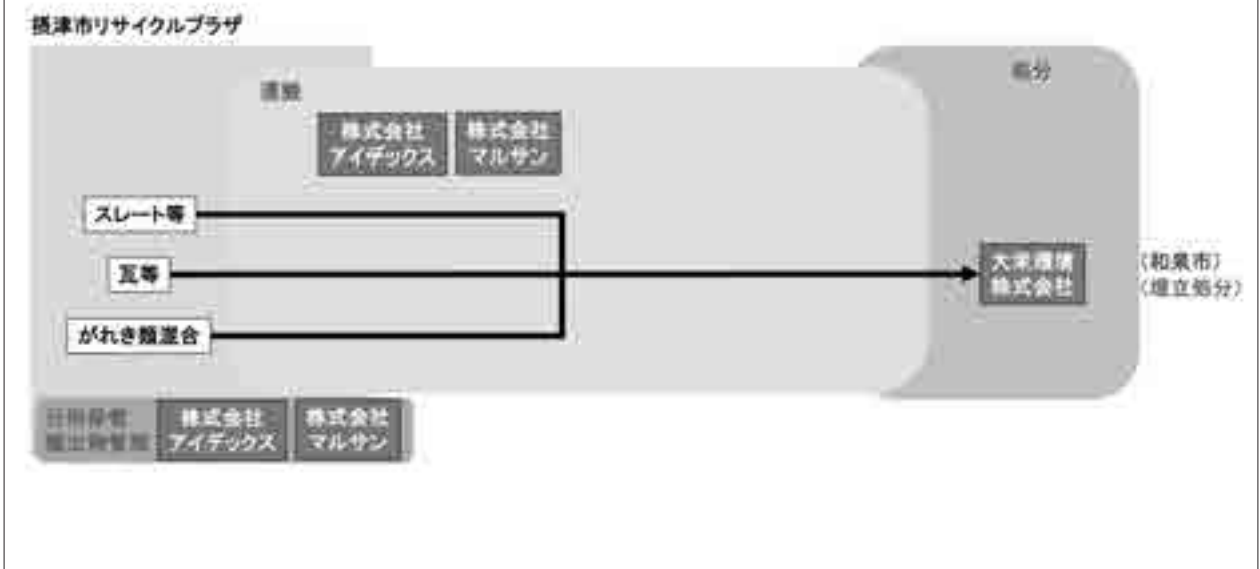 摂津市リサイクルプラザ
処分
運搬
株式会社
アイデックス
株式会社
マルサン
スレート等
瓦等
がれき類混合
大栄環境
株式会社
（和泉市）
（埋立処分）
株式会社
アイデックス
株式会社
マルサン